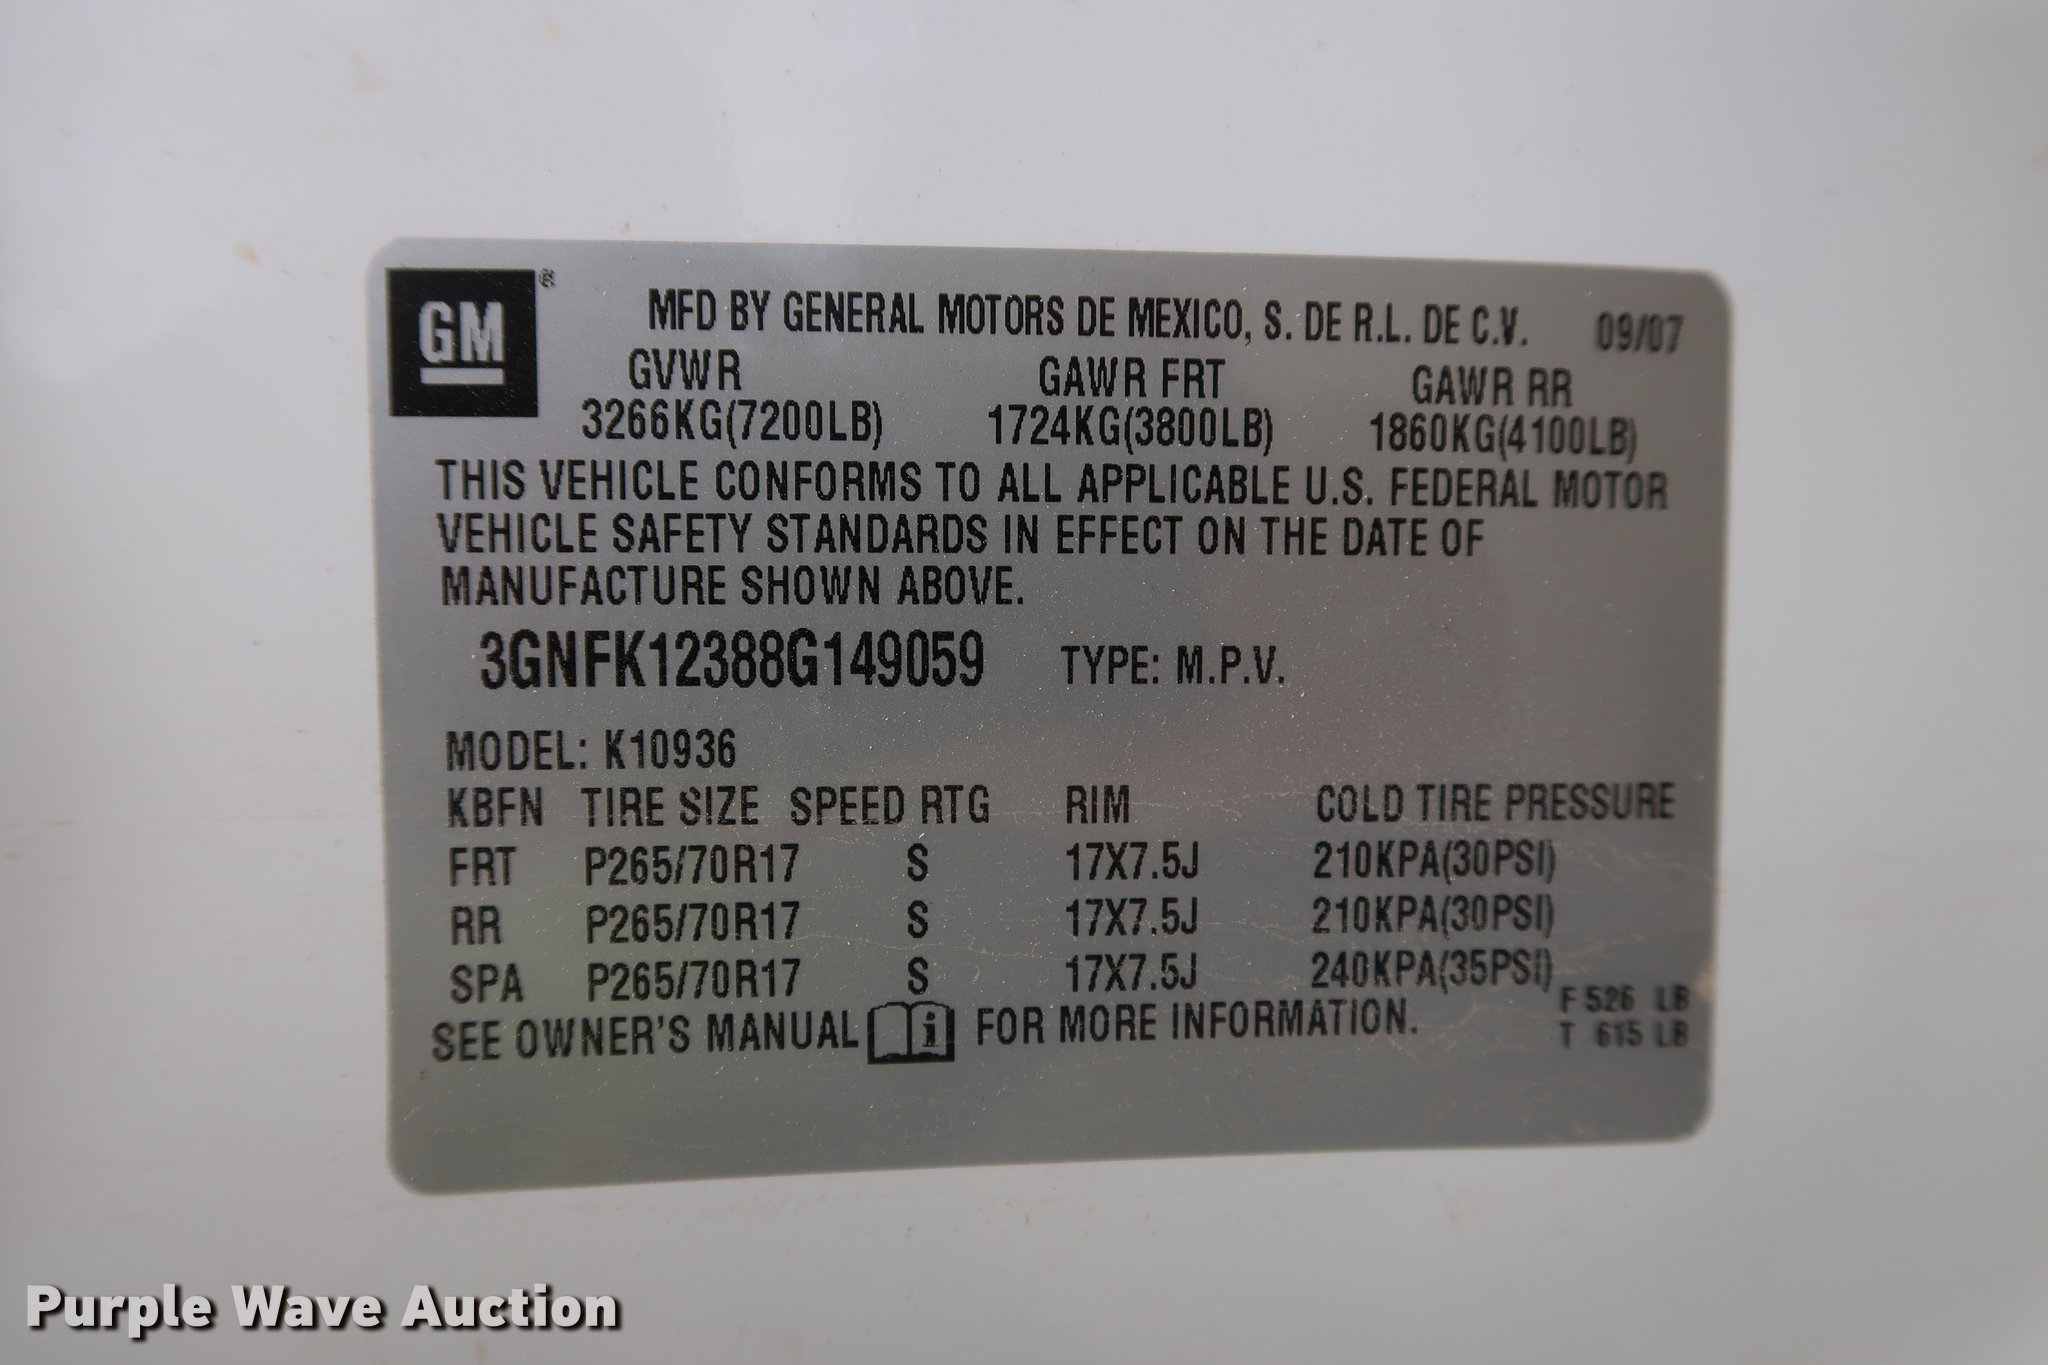 GM ®
MFD BY GENERAL MOTORS DE MEXICO, S. DE R.L. DE C.V. 09/07
GVWR GAWR FRT GAWR RR
3266KG(7200LB) 1724KG(3800LB) 1860KG(4100LB)
THIS VEHICLE CONFORMS TO ALL APPLICABLE U.S. FEDERAL MOTOR
VEHICLE SAFETY STANDARDS IN EFFECT ON THE DATE OF
MANUFACTURE SHOWN ABOVE.
3GNFK12388G149059 TYPE: M.P.V.
MODEL: K10936
KBFN TIRE SIZE SPEED RTG RIM COLD TIRE PRESSURE
FRT P265/70R17 S 17X7.5J 210KPA(30PSI)
RR P265/70R17 S 17X7.5J 210KPA(30PSI)
SPA P265/70R17 S 17X7.5J 240KPA(35PSI)
SEE OWNER'S MANUAL i FOR MORE INFORMATION.
F 526 LB
T 615 LB
Purple Wave Auction